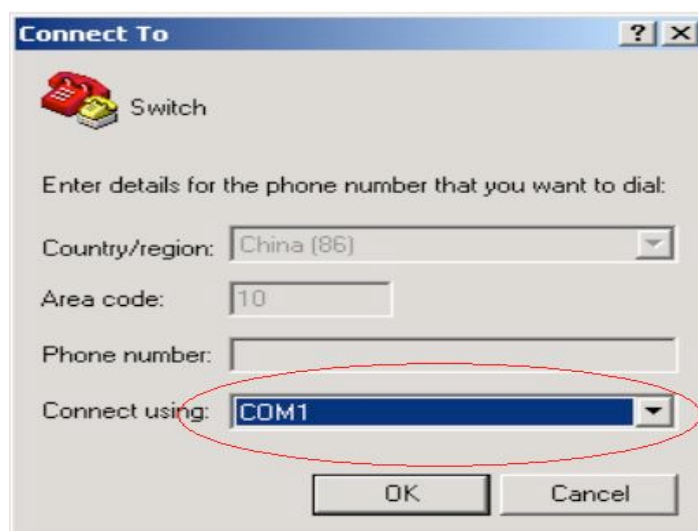 Connect To
Switch
Enter details for the phone number that you want to dial:
Country/region: China (86)
Area code: 10
Phone number:
Connect using: COM1
OK Cancel